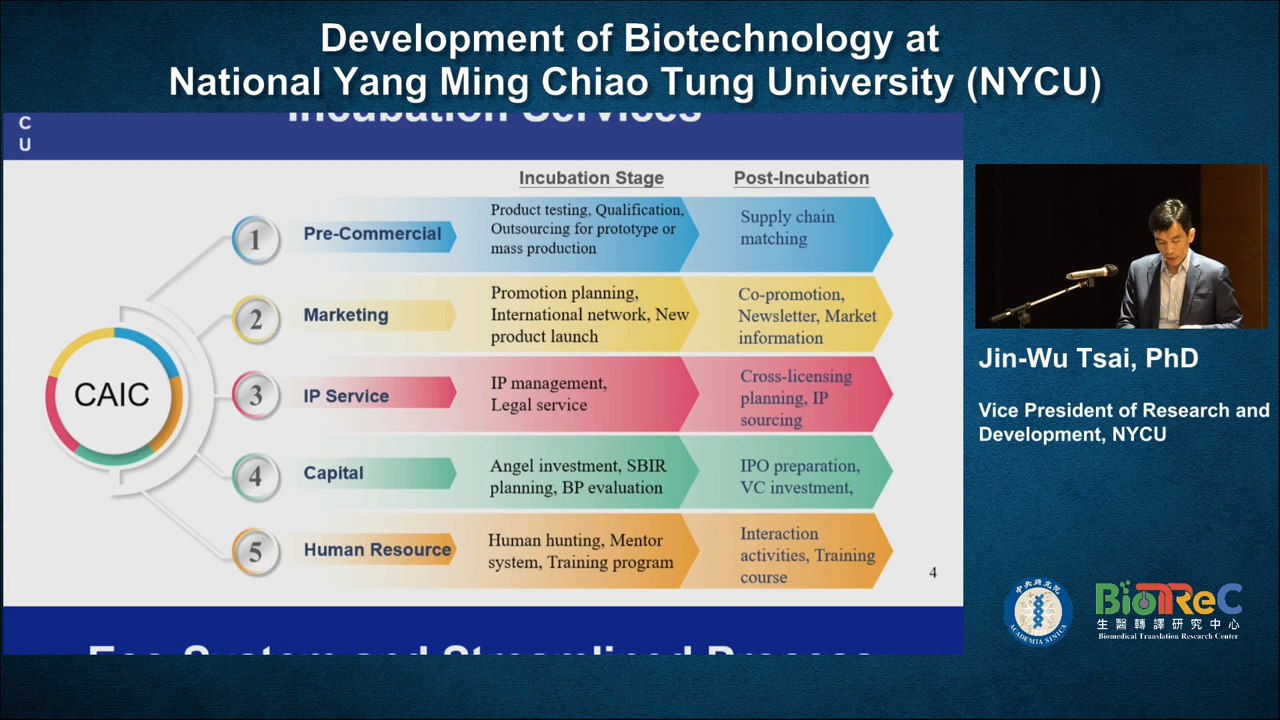 Development of Biotechnology at
National Yang Ming Chiao Tung University (NYCU)
C
U
Incubation Services
Incubation Stage
Post-Incubation
CAIC
1
Pre-Commercial
Product testing, Qualification,
Outsourcing for prototype or
mass production
Supply chain
matching
2
Marketing
Promotion planning,
International network, New
product launch
Co-promotion,
Newsletter, Market
information
3
IP Service
IP management,
Legal service
Cross-licensing
planning, IP
sourcing
4
Capital
Angel investment, SBIR
planning, BP evaluation
IPO preparation,
VC investment,
5
Human Resource
Human hunting, Mentor
system, Training program
Interaction
activities, Training
course
4
Eco-System and Streamlined Process
Jin-Wu Tsai, PhD
Vice President of Research and
Development, NYCU
中央研究院
ACADEMIA SINICA
BioTReC
生醫轉譯研究中心
Biomedical Translation Research Center